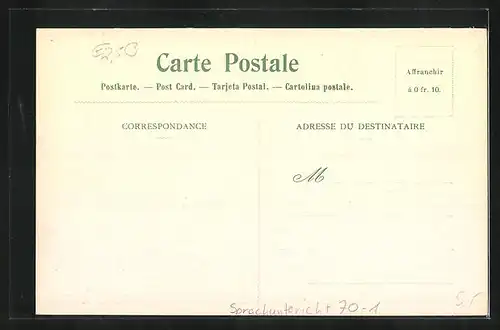 Carte Postale
Postkarte. — Post Card. — Tarjeta Postal. — Cartolina postale.
Affranchir
à 0 fr. 10.
CORRESPONDANCE
ADRESSE DU DESTINATAIRE
M
Sprachunterricht 70-1